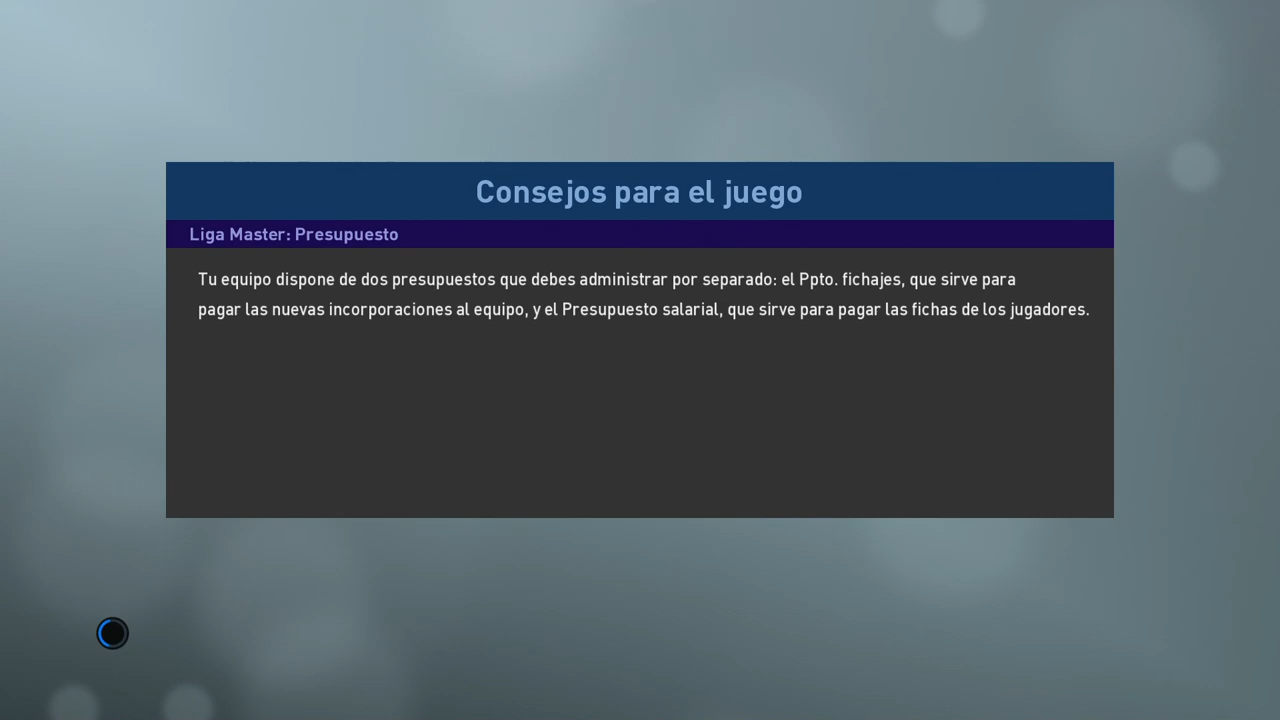 Consejos para el juego
Liga Master: Presupuesto
Tu equipo dispone de dos presupuestos que debes administrar por separado: el Ppto. fichajes, que sirve para
pagar las nuevas incorporaciones al equipo, y el Presupuesto salarial, que sirve para pagar las fichas de los jugadores.